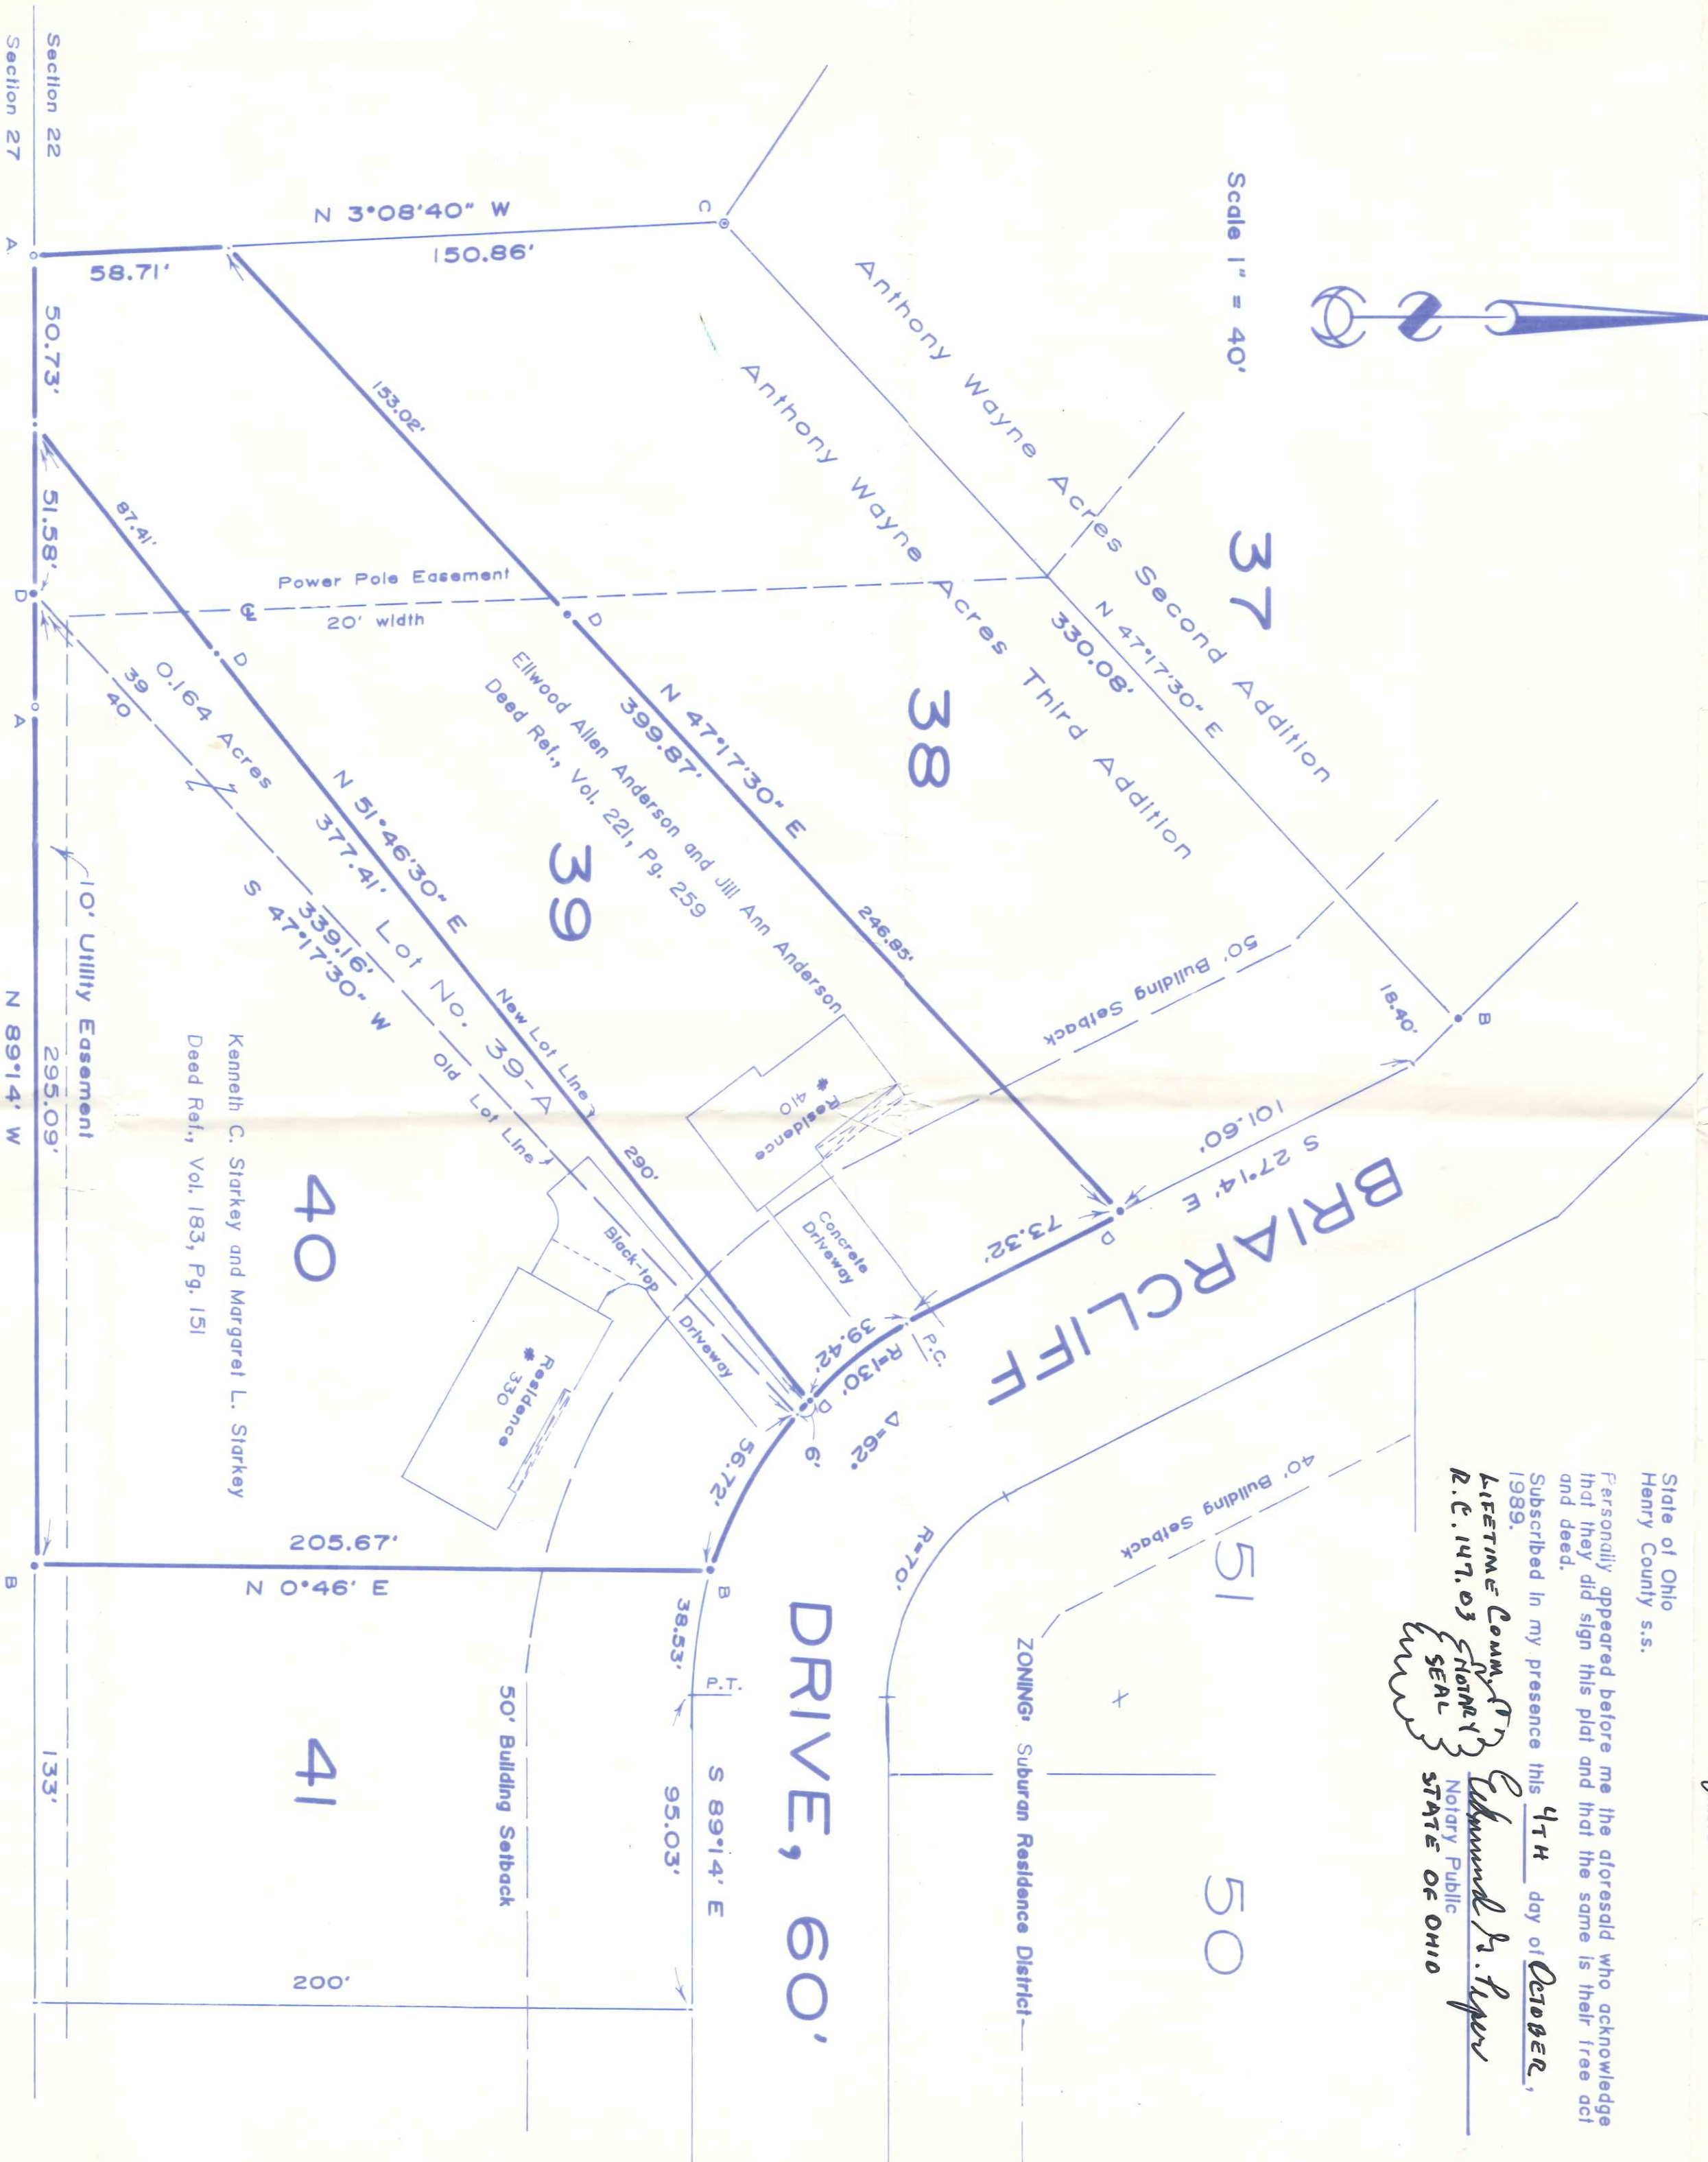 State of Ohio
Henry County s.s.
Personally appeared before me the aforesaid who acknowledge
that they did sign this plat and that the same is their free act
and deed.
Subscribed in my presence this 4TH day of OCTOBER,
1989.
LIFETIME COMM.
R.C. 147.03
NOTARY
SEAL
Notary Public
STATE OF OHIO
Scale 1" = 40'
37
Anthony Wayne Acres Second Addition
Anthony Wayne Acres Third Addition
N 47°17'30" E
330.08'
C
N 3°08'40" W
150.86'
58.71'
38
B
18.40'
101.60'
S 27°14' E
50' Building Setback
BRIARCLIFF
DRIVE, 60'
N 47°17'30" E
399.87'
153.02'
246.85'
D
D
73.32'
P.C.
39.42'
R=130'
Δ=62°
D
6'
56.72'
Ellwood Allen Anderson and Jill Ann Anderson
Deed Ref., Vol. 221, Pg. 259
39
Residence
# 410
Concrete
Driveway
Power Pole Easement
20' width
℄
87.41'
D
N 51°46'30" E
377.41'
New Lot Line
290'
0.164 Acres
Lot No. 39-A
39
40
339.16'
S 47°17'30" W
Old Lot Line
Black-top
Driveway
Kenneth C. Starkey and Margaret L. Starkey
Deed Ref., Vol. 183, Pg. 151
40
Residence
# 330
205.67'
N 0°46' E
B
38.53'
P.T.
S 89°14' E
95.03'
50' Building Setback
41
200'
R=70'
40' Building Setback
51
50
ZONING: Suburan Residence District
10' Utility Easement
Section 22
Section 27
A
50.73'
51.58'
D
A
295.09'
N 89°14' W
B
133'